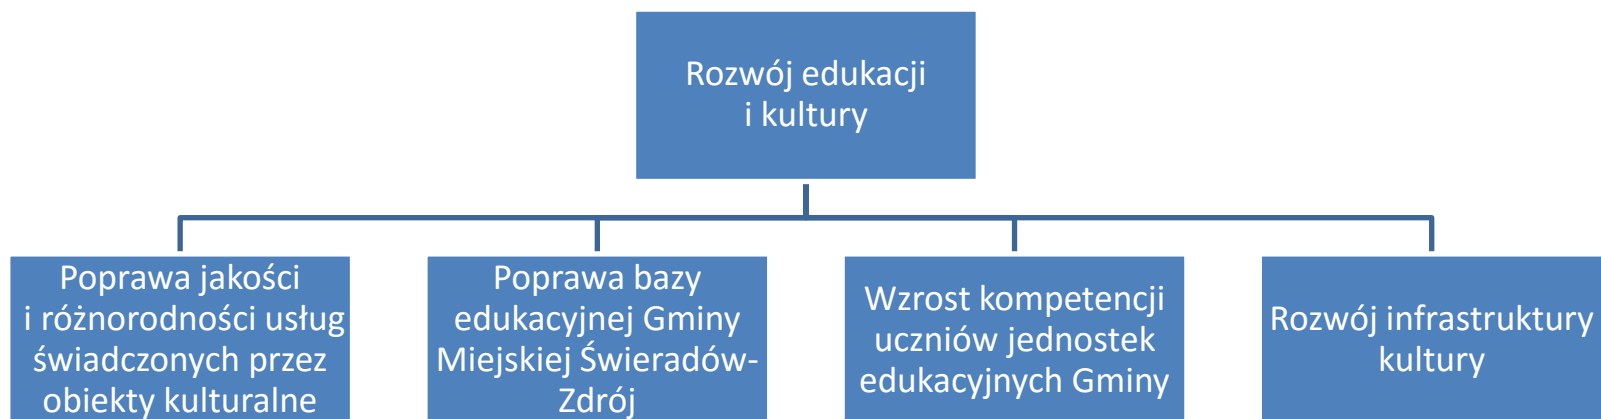 Rozwój edukacji
i kultury
Poprawa jakości
i różnorodności usług
świadczonych przez
obiekty kulturalne
Poprawa bazy
edukacyjnej Gminy
Miejskiej Świeradów-
Zdrój
Wzrost kompetencji
uczniów jednostek
edukacyjnych Gminy
Rozwój infrastruktury
kultury